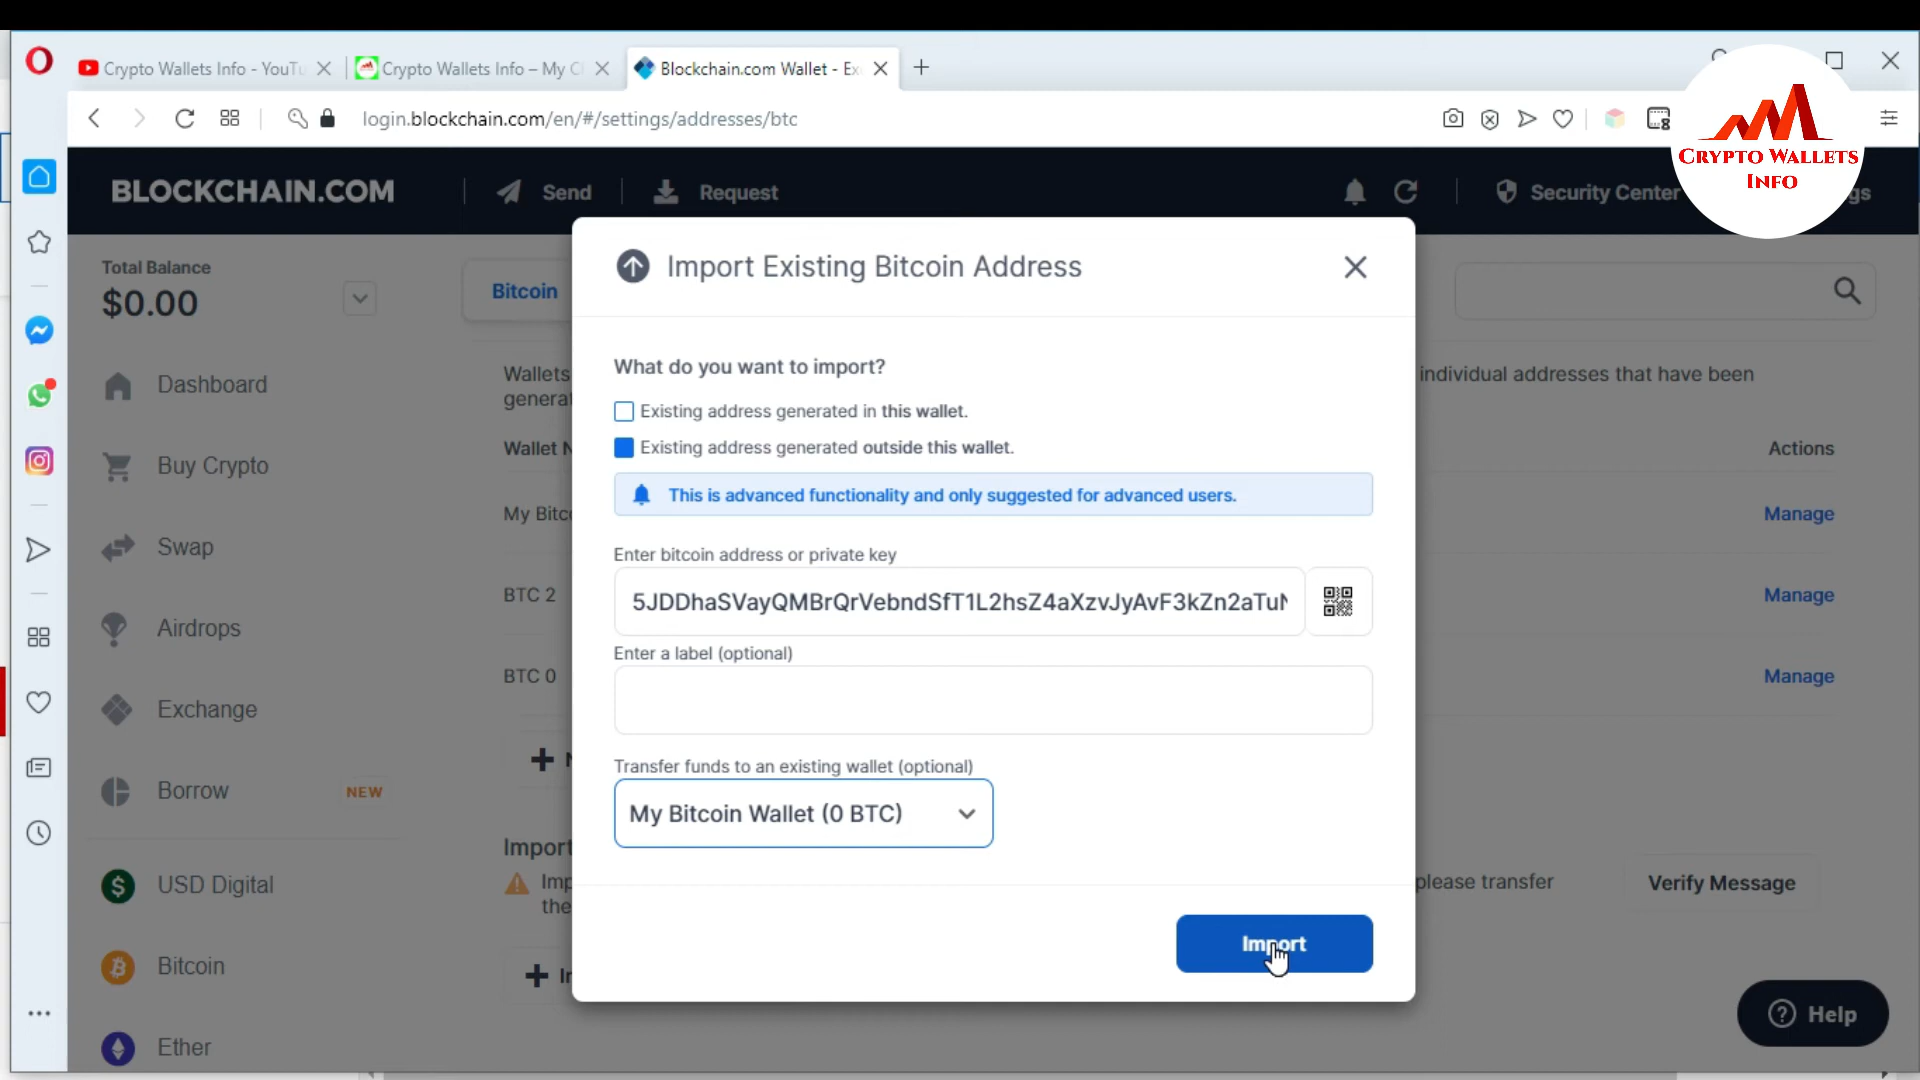 Crypto Wallets Info - YouTu
Crypto Wallets Info – My C
Blockchain.com Wallet - Ex
login.blockchain.com/en/#/settings/addresses/btc
CRYPTO WALLETS
INFO
BLOCKCHAIN.COM
Send
Request
Security Center
gs
Total Balance
$0.00
Dashboard
Buy Crypto
Swap
Airdrops
Exchange
Borrow
NEW
USD Digital
Bitcoin
Ether
Bitcoin
Wallets
individual addresses that have been
generat
Wallet N
Actions
My Bitco
Manage
BTC 2
Manage
BTC 0
Manage
Import
Imp
please transfer
the
Verify Message
Import Existing Bitcoin Address
What do you want to import?
Existing address generated in this wallet.
Existing address generated outside this wallet.
This is advanced functionality and only suggested for advanced users.
Enter bitcoin address or private key
5JDDhaSVayQMBrQrVebndSfT1L2hsZ4aXzvJyAvF3kZn2aTuN
Enter a label (optional)
Transfer funds to an existing wallet (optional)
My Bitcoin Wallet (0 BTC)
Import
Help